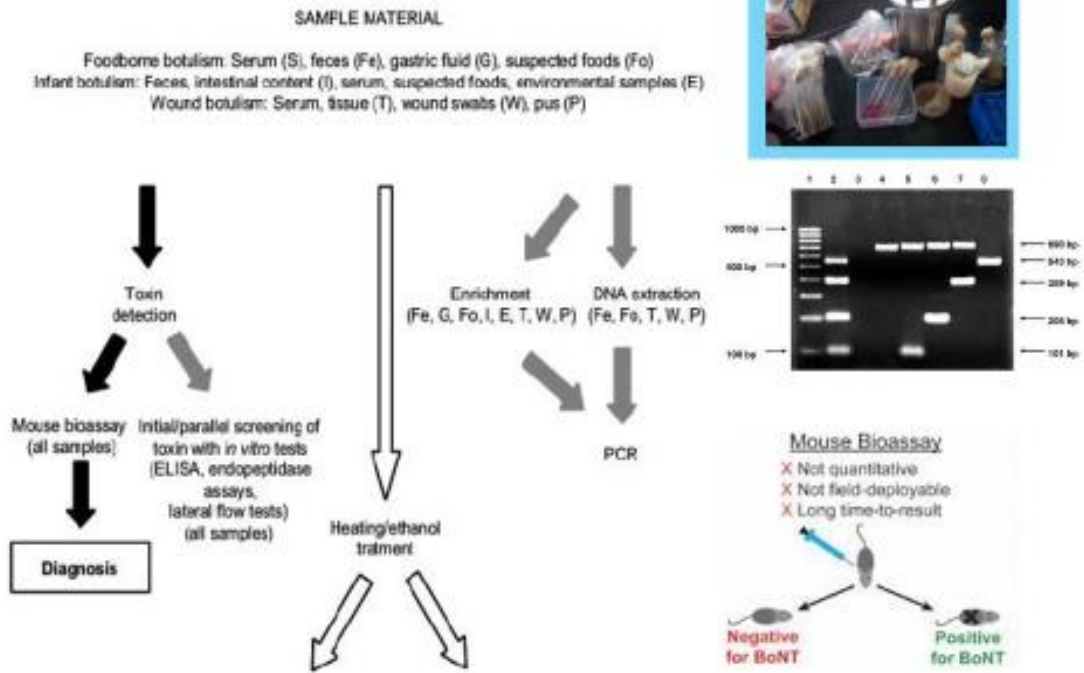 SAMFLE MATERIAL
Foodborne botulism: Serum (S), feces (Fe), gastric fluid (G), suspected foods (Fo)
Infant botulism: Feces, intestinal content (I), serum, suspected foods, environmental samples (E)
Wound botulism: Serum, tissue (T), wound swabs (W), pus (P)
Toxin
detection
Mouse bioassay
(all samples)
Diagnosis
Initial/parallel screening of
toxin with in vitro tests
(ELISA, endopeptidase
assays,
lateral flow tests)
(all samples)
Heating/ethanol
tratment
Enrichment
(Fe, G, Fo, I, E, T, W, P)
DNA extraction
(Fe, Fo, T, W, P)
PCR
1 2 3 4 5 6 7
1000 bp
500 bp
100 bp
Mouse Bioassay
X Not quantitative
X Not field-deployable
X Long time-to-result
Negative
for BoNT
Positive
for BoNT